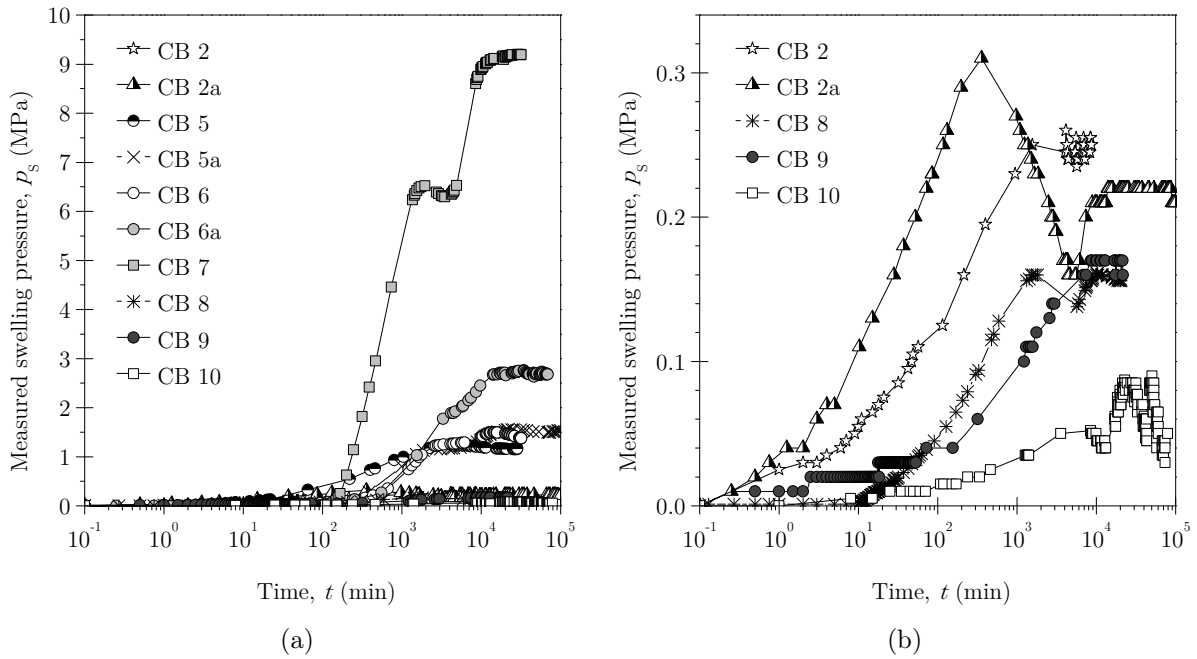 Measured swelling pressure, pₛ (MPa)
10
9
8
7
6
5
4
3
2
1
0
CB 2
CB 2a
CB 5
CB 5a
CB 6
CB 6a
CB 7
CB 8
CB 9
CB 10
10⁻¹ 10⁰ 10¹ 10² 10³ 10⁴ 10⁵
Time, t (min)
(a)
Measured swelling pressure, pₛ (MPa)
0.3
0.2
0.1
0.0
CB 2
CB 2a
CB 8
CB 9
CB 10
10⁻¹ 10⁰ 10¹ 10² 10³ 10⁴ 10⁵
Time, t (min)
(b)